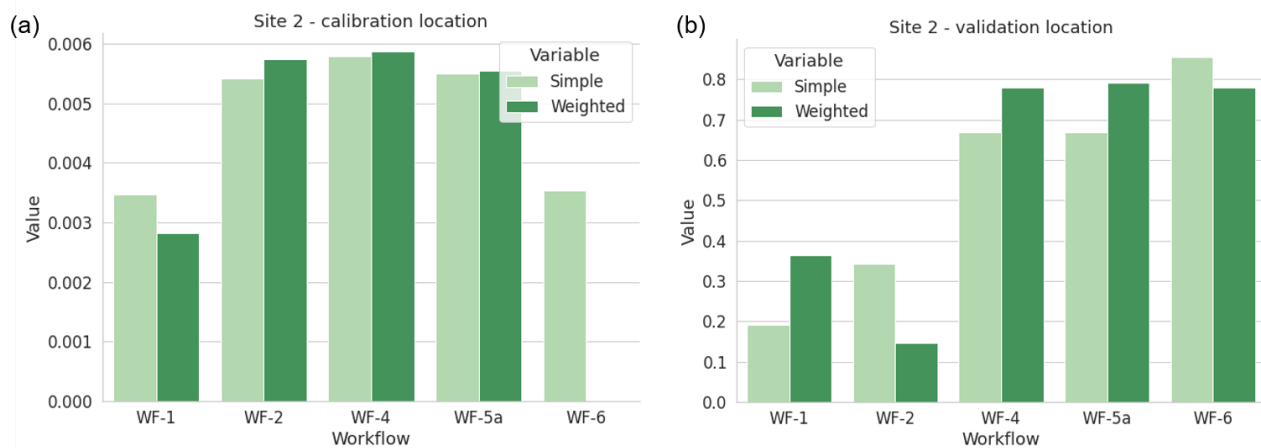 (a)
Site 2 - calibration location
Variable
Simple
Weighted
0.006
0.005
0.004
0.003
0.002
0.001
0.000
Value
WF-1 WF-2 WF-4 WF-5a WF-6
Workflow
(b)
Site 2 - validation location
Variable
Simple
Weighted
0.8
0.7
0.6
0.5
0.4
0.3
0.2
0.1
0.0
Value
WF-1 WF-2 WF-4 WF-5a WF-6
Workflow